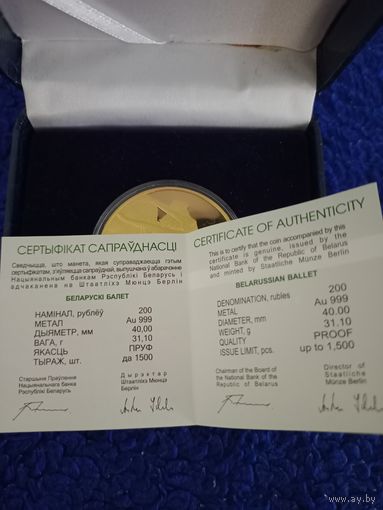 СЕРТЫФІКАТ САПРАЎДНАСЦІ
Сведчыцца, што манета, якая суправаджаецца гэтым
сертыфікатам, з'яўляецца сапраўднай, выпушчана ў абарачэнне
Нацыянальным банкам Рэспублікі Беларусь і
адчаканена на Штаатліхэ Мюнцэ Берлін
БЕЛАРУСКІ БАЛЕТ
НАМІНАЛ, рублёў 200
МЕТАЛ Au 999
ДЫЯМЕТР, мм 40,00
ВАГА, г 31,10
ЯКАСЦЬ ПРУФ
ТЫРАЖ, шт. да 1500
Старшыня Праўлення
Нацыянальнага банка
Рэспублікі Беларусь
Дырэктар
Штаатліхэ Мюнцэ
Берлін
CERTIFICATE OF AUTHENTICITY
This is to certify that the coin accompanied by this
certificate is genuine, issued by the
National Bank of the Republic of Belarus
and minted by Staatliche Münze Berlin
BELARUSSIAN BALLET
DENOMINATION, rubles 200
METAL Au 999
DIAMETER, mm 40.00
WEIGHT, g 31.10
QUALITY PROOF
ISSUE LIMIT, pcs. up to 1,500
Chairman of the Board
of the National Bank of the
Republic of Belarus
Director of
Staatliche
Münze Berlin
www.ay.by